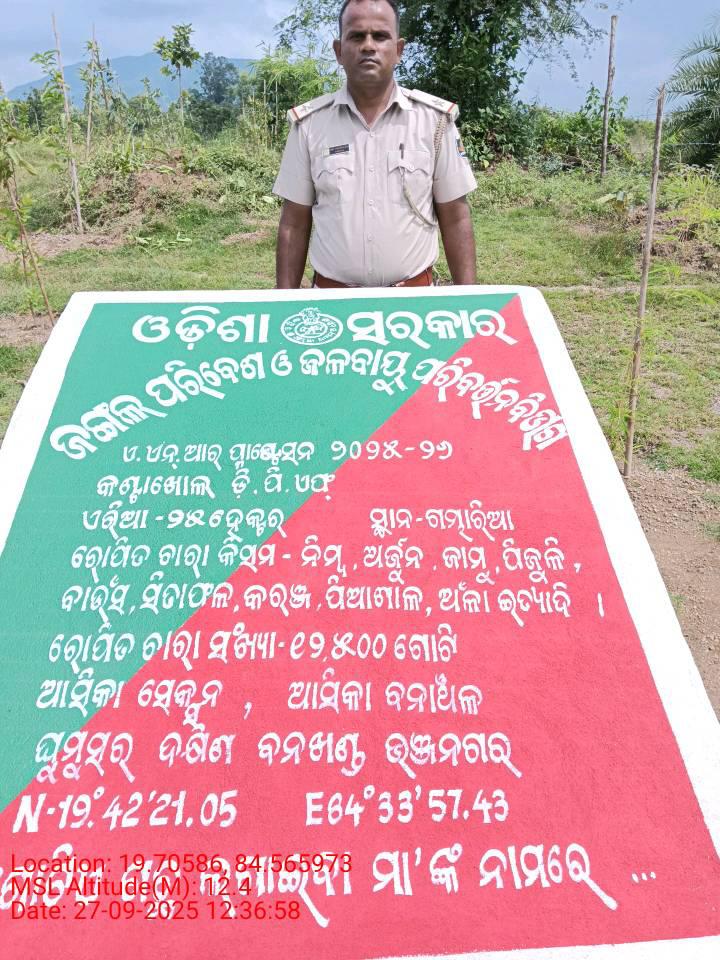 ଓଡ଼ିଶା ସରକାର
ଜଙ୍ଗଲ ପରିବେଶ ଓ ଜଳବାୟୁ ପରିବର୍ତ୍ତନ ବିଭାଗ
ଏ.ଏନ୍.ଆର୍ ପ୍ଲାଣ୍ଟେସନ ୨୦୨୫-୨୬
କଣ୍ଟାଖୋଲ ଡ଼ି.ପି.ଏଫ୍
ଏରିଆ -୨୫ ହେକ୍ଟର୍ ସ୍ଥାନ-ଗମ୍ଭାରିଆ
ରୋପିତ ଚାରା କିସମ - ନିମ୍ବ, ଅର୍ଜୁନ, ଜାମୁ, ପିଜୁଳି,
ବାଉଁସ, ସିତାଫଳ, କରଞ୍ଜ, ପିଆଶାଳ, ଅଁଳା ଇତ୍ୟାଦି ।
ରୋପିତ ଚାରା ସଂଖ୍ୟା-୧୨,୫୦୦ ଗୋଟି
ଆସିକା ସେକ୍ସନ, ଆସିକା ବନାଞ୍ଚଳ
ଘୁମୁସର୍ ଦକ୍ଷିଣ ବନଖଣ୍ଡ ଭଞ୍ଜନଗର୍
N-19°42'21.05 E64°33'57.43
ମା'ଙ୍କ ନାମରେ ...
Location: 19.70586, 84.565973
MSL Altitude(M): 12.4
Date: 27-09-2025 12:36:58